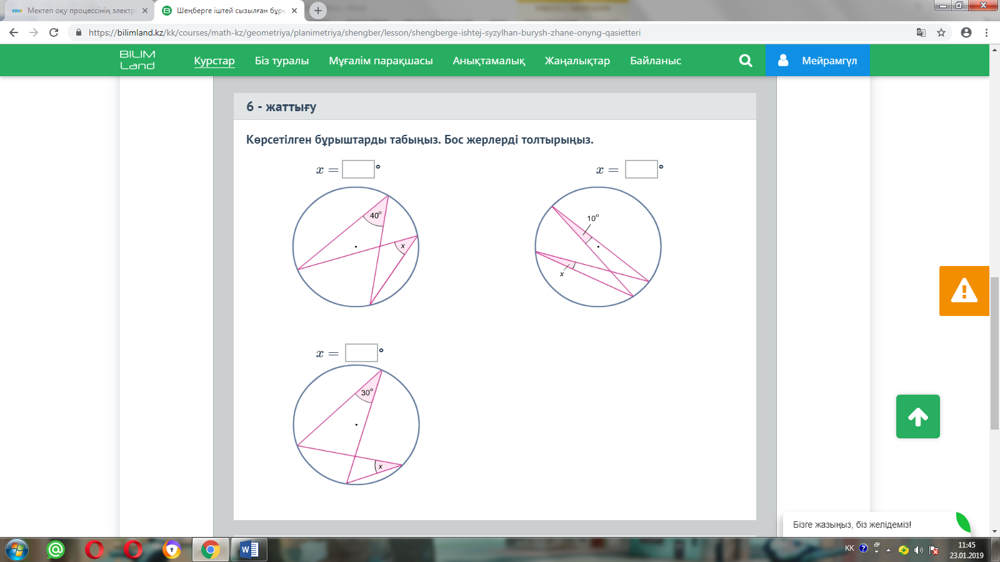 EDUS Мектеп оқу процессінің электр
Шеңберге іштей сызылған бұры
https://bilimland.kz/kk/courses/math-kz/geometriya/planimetriya/shengber/lesson/shengberge-ishtej-syzylhan-burysh-zhane-onyng-qasietteri
BILIM
Land
Курстар Біз туралы Мұғалім парақшасы Анықтамалық Жаңалықтар Байланыс
Мейрамгүл
6 - жаттығу
Көрсетілген бұрыштарды табыңыз. Бос жерлерді толтырыңыз.
x = °
x = °
40°
x
10°
x
x = °
30°
x
Бізге жазыңыз, біз желідеміз!
KK
11:45
23.01.2019